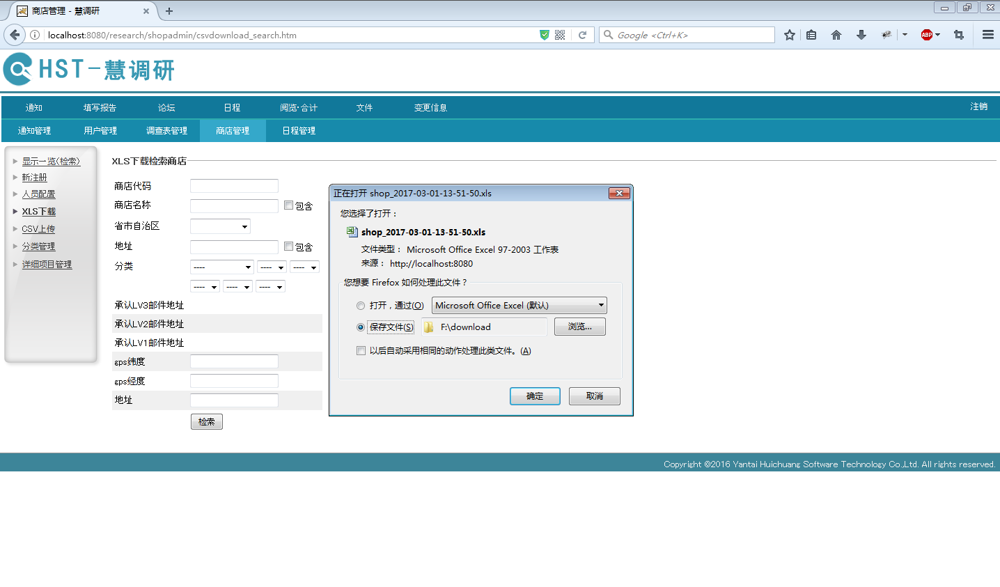 商店管理 - 慧调研
localhost:8080/research/shopadmin/csvdownload_search.htm
Google <Ctrl+K>
ABP
HST-慧调研
通知 填写报告 论坛 日程 阅览·合计 文件 变更信息 注销
通知管理 用户管理 调查表管理 商店管理 日程管理
显示一览(检索)
新注册
人员配置
XLS下载
CSV上传
分类管理
详细项目管理
XLS下载检索商店
商店代码
商店名称 包含
省市自治区
地址 包含
分类 ---- ---- ----
---- ---- ----
承认LV3邮件地址
承认LV2邮件地址
承认LV1邮件地址
gps纬度
gps经度
地址
检索
正在打开 shop_2017-03-01-13-51-50.xls
您选择了打开：
shop_2017-03-01-13-51-50.xls
文件类型： Microsoft Office Excel 97-2003 工作表
来源： http://localhost:8080
您想要 Firefox 如何处理此文件？
打开，通过(O) Microsoft Office Excel (默认)
保存文件(S) F:\download 浏览...
以后自动采用相同的动作处理此类文件。(A)
确定 取消
Copyright ©2016 Yantai Huichuang Software Technology Co.,Ltd. All rights reserved.